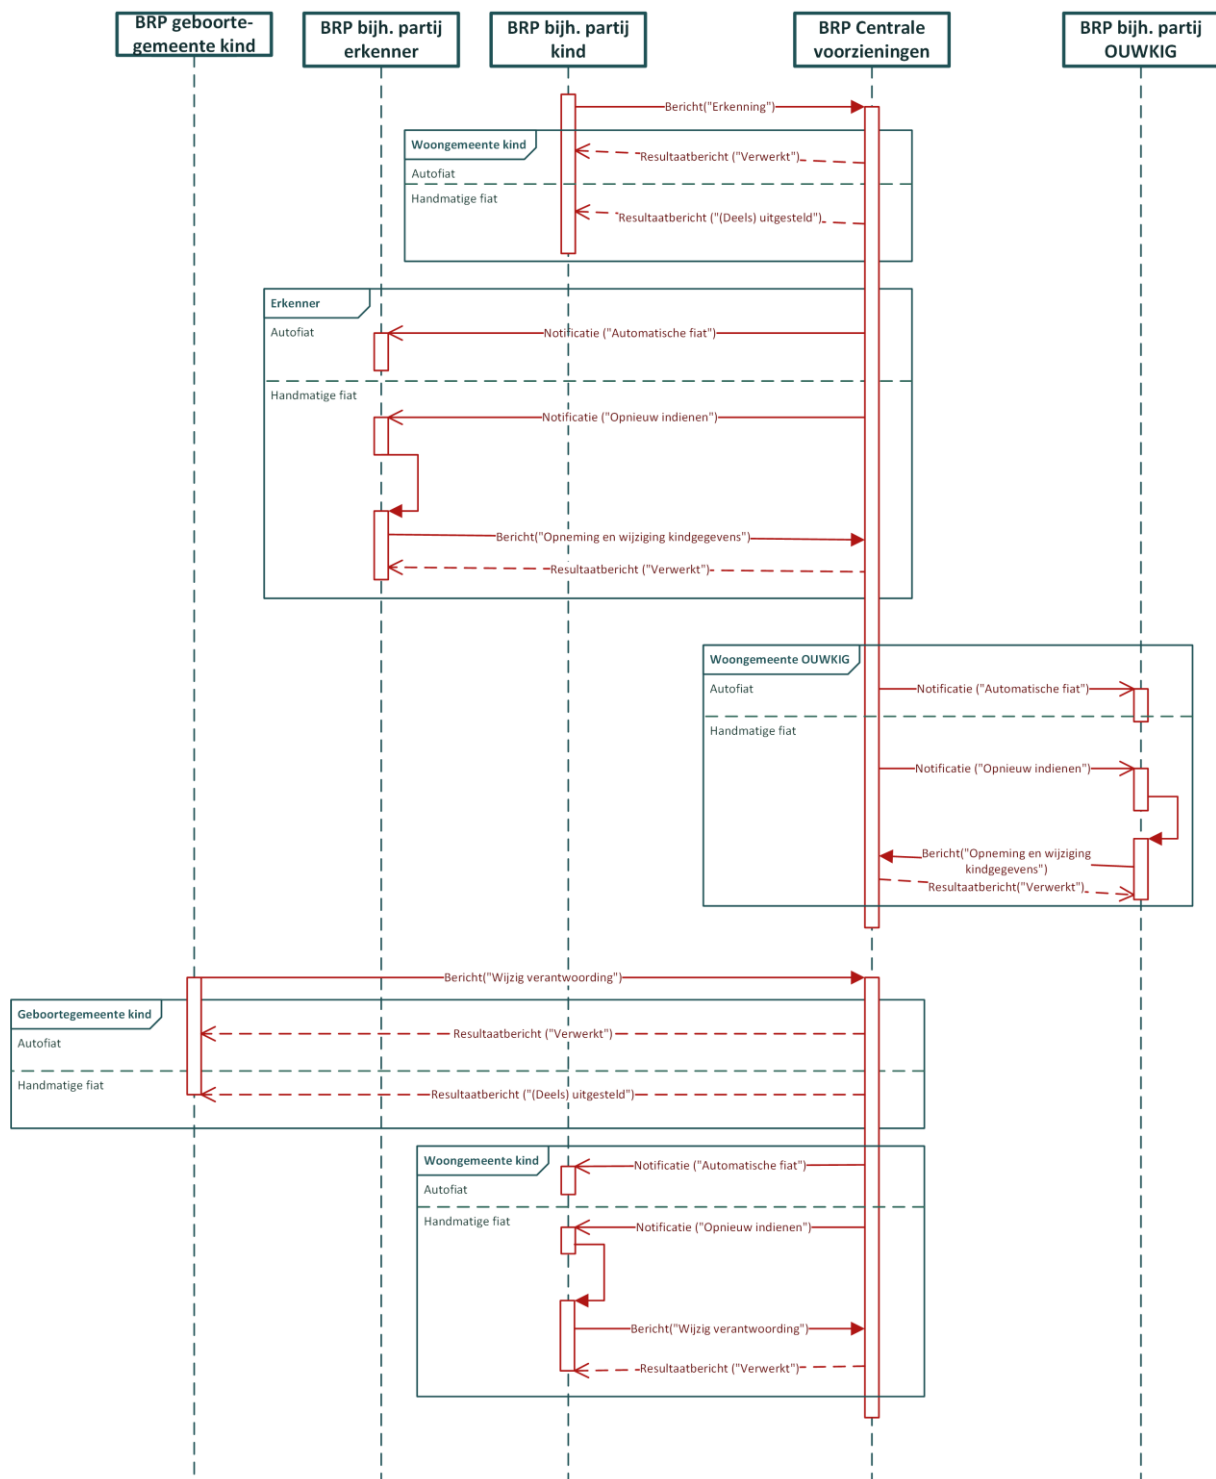 BRP geboorte-
gemeente kind
BRP bijh. partij
erkenner
BRP bijh. partij
kind
BRP Centrale
voorzieningen
BRP bijh. partij
OUWKIG
Bericht("Erkenning")
Woongemeente kind
Resultaatbericht ("Verwerkt")
Autofiat
Handmatige fiat
Resultaatbericht ("(Deels) uitgesteld")
Erkenner
Autofiat
Notificatie ("Automatische fiat")
Handmatige fiat
Notificatie ("Opnieuw indienen")
Bericht("Opneming en wijziging kindgegevens")
Resultaatbericht ("Verwerkt")
Woongemeente OUWKIG
Autofiat
Notificatie ("Automatische fiat")
Handmatige fiat
Notificatie ("Opnieuw indienen")
Bericht("Opneming en wijziging
kindgegevens")
Resultaatbericht("Verwerkt")
Bericht("Wijzig verantwoording")
Geboortegemeente kind
Resultaatbericht ("Verwerkt")
Autofiat
Handmatige fiat
Resultaatbericht ("(Deels) uitgesteld")
Woongemeente kind
Notificatie ("Automatische fiat")
Autofiat
Handmatige fiat
Notificatie ("Opnieuw indienen")
Bericht("Wijzig verantwoording")
Resultaatbericht ("Verwerkt")